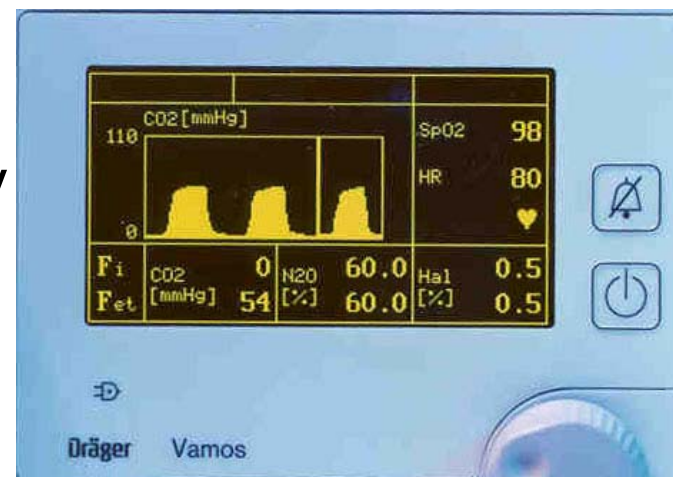 CO2[mmHg]
110
0
SpO2 98
HR 80
Fi CO2 0 N2O 60.0 Hal 0.5
Fet [mmHg] 54 [%] 60.0 [%] 0.5
Dräger Vamos